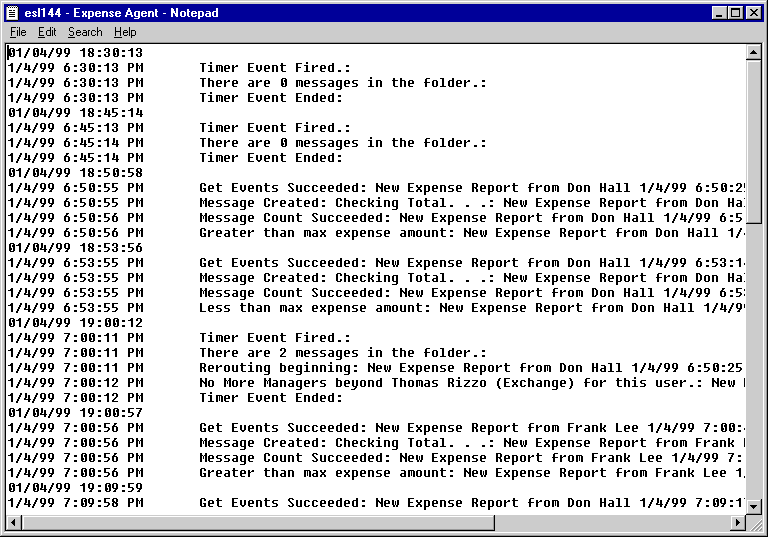 esl144 - Expense Agent - Notepad
File Edit Search Help
01/04/99 18:30:13
1/4/99 6:30:13 PM Timer Event Fired.:
1/4/99 6:30:13 PM There are 0 messages in the folder.:
1/4/99 6:30:13 PM Timer Event Ended:
01/04/99 18:45:14
1/4/99 6:45:13 PM Timer Event Fired.:
1/4/99 6:45:14 PM There are 0 messages in the folder.:
1/4/99 6:45:14 PM Timer Event Ended:
01/04/99 18:50:58
1/4/99 6:50:55 PM Get Events Succeeded: New Expense Report from Don Hall 1/4/99 6:50:2
1/4/99 6:50:55 PM Message Created: Checking Total. . .: New Expense Report from Don Ha
1/4/99 6:50:56 PM Message Count Succeeded: New Expense Report from Don Hall 1/4/99 6:5
1/4/99 6:50:56 PM Greater than max expense amount: New Expense Report from Don Hall 1/
01/04/99 18:53:56
1/4/99 6:53:55 PM Get Events Succeeded: New Expense Report from Don Hall 1/4/99 6:53:1
1/4/99 6:53:55 PM Message Created: Checking Total. . .: New Expense Report from Don Ha
1/4/99 6:53:55 PM Message Count Succeeded: New Expense Report from Don Hall 1/4/99 6:5
1/4/99 6:53:55 PM Less than max expense amount: New Expense Report from Don Hall 1/4/9
01/04/99 19:00:12
1/4/99 7:00:11 PM Timer Event Fired.:
1/4/99 7:00:11 PM There are 2 messages in the folder.:
1/4/99 7:00:11 PM Rerouting beginning: New Expense Report from Don Hall 1/4/99 6:50:25
1/4/99 7:00:12 PM No More Managers beyond Thomas Rizzo (Exchange) for this user.: New
1/4/99 7:00:12 PM Timer Event Ended:
01/04/99 19:00:57
1/4/99 7:00:56 PM Get Events Succeeded: New Expense Report from Frank Lee 1/4/99 7:00:
1/4/99 7:00:56 PM Message Created: Checking Total. . .: New Expense Report from Frank
1/4/99 7:00:56 PM Message Count Succeeded: New Expense Report from Frank Lee 1/4/99 7:
1/4/99 7:00:56 PM Greater than max expense amount: New Expense Report from Frank Lee 1
01/04/99 19:09:59
1/4/99 7:09:58 PM Get Events Succeeded: New Expense Report from Don Hall 1/4/99 7:09:1